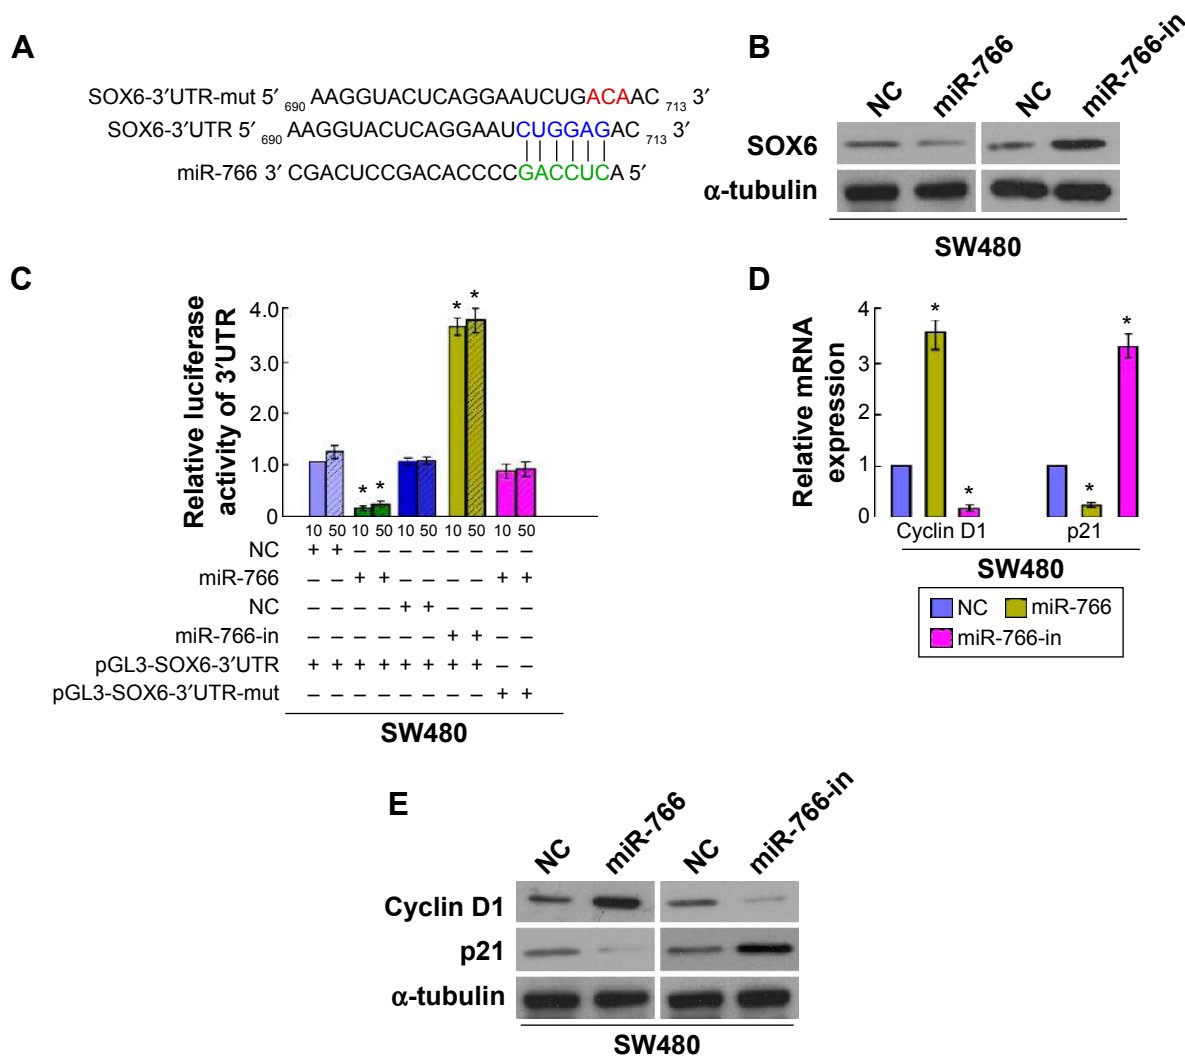 A
SOX6-3′UTR-mut 5′ 690 AAGGUACUCAGGAAUCUGACAAC 713 3′
SOX6-3′UTR 5′ 690 AAGGUACUCAGGAAUCUGGAGAC 713 3′
miR-766 3′ CGACUCCGACACCCCGACCUCA 5′
B
NC miR-766 NC miR-766-in
SOX6
α-tubulin
SW480
C
Relative luciferase
activity of 3′UTR
4.0
3.0
2.0
1.0
0
* * * *
10 50 10 50 10 50 10 50 10 50
NC + + – – – – – – – –
miR-766 – – + + – – – – + +
NC – – – – + + – – – –
miR-766-in – – – – – – + + – –
pGL3-SOX6-3′UTR + + + + + + + + – –
pGL3-SOX6-3′UTR-mut – – – – – – – – + +
SW480
D
Relative mRNA
expression
4
3
2
1
0
* * * *
Cyclin D1 p21
SW480
NC miR-766
miR-766-in
E
NC miR-766 NC miR-766-in
Cyclin D1
p21
α-tubulin
SW480